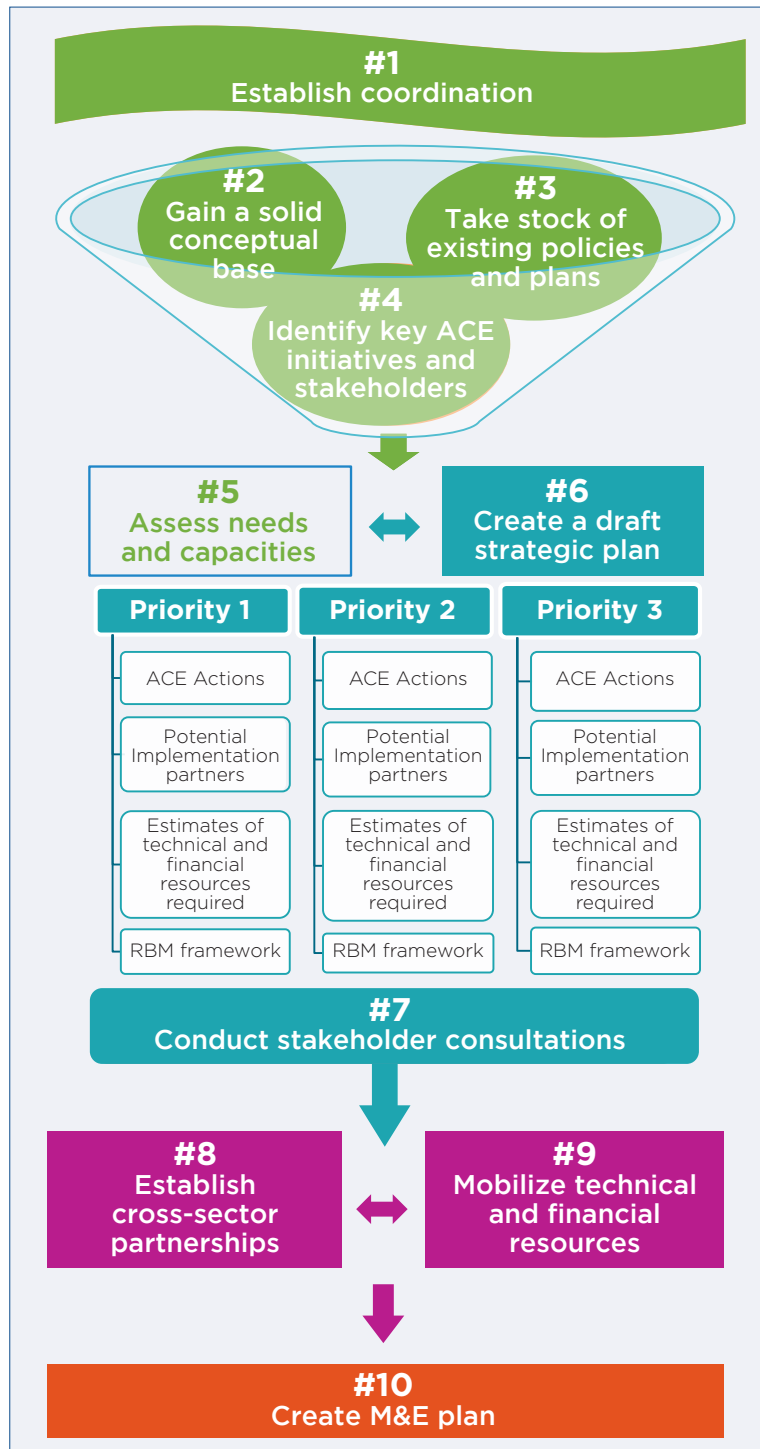 #1
Establish coordination
#2
Gain a solid
conceptual
base
#3
Take stock of
existing policies
and plans
#4
Identify key ACE
initiatives and
stakeholders
#5
Assess needs
and capacities
#6
Create a draft
strategic plan
Priority 1
ACE Actions
Potential
Implementation
partners
Estimates of
technical and
financial
resources
required
RBM framework
Priority 2
ACE Actions
Potential
Implementation
partners
Estimates of
technical and
financial
resources
required
RBM framework
Priority 3
ACE Actions
Potential
Implementation
partners
Estimates of
technical and
financial
resources
required
RBM framework
#7
Conduct stakeholder consultations
#8
Establish
cross-sector
partnerships
#9
Mobilize technical
and financial
resources
#10
Create M&E plan